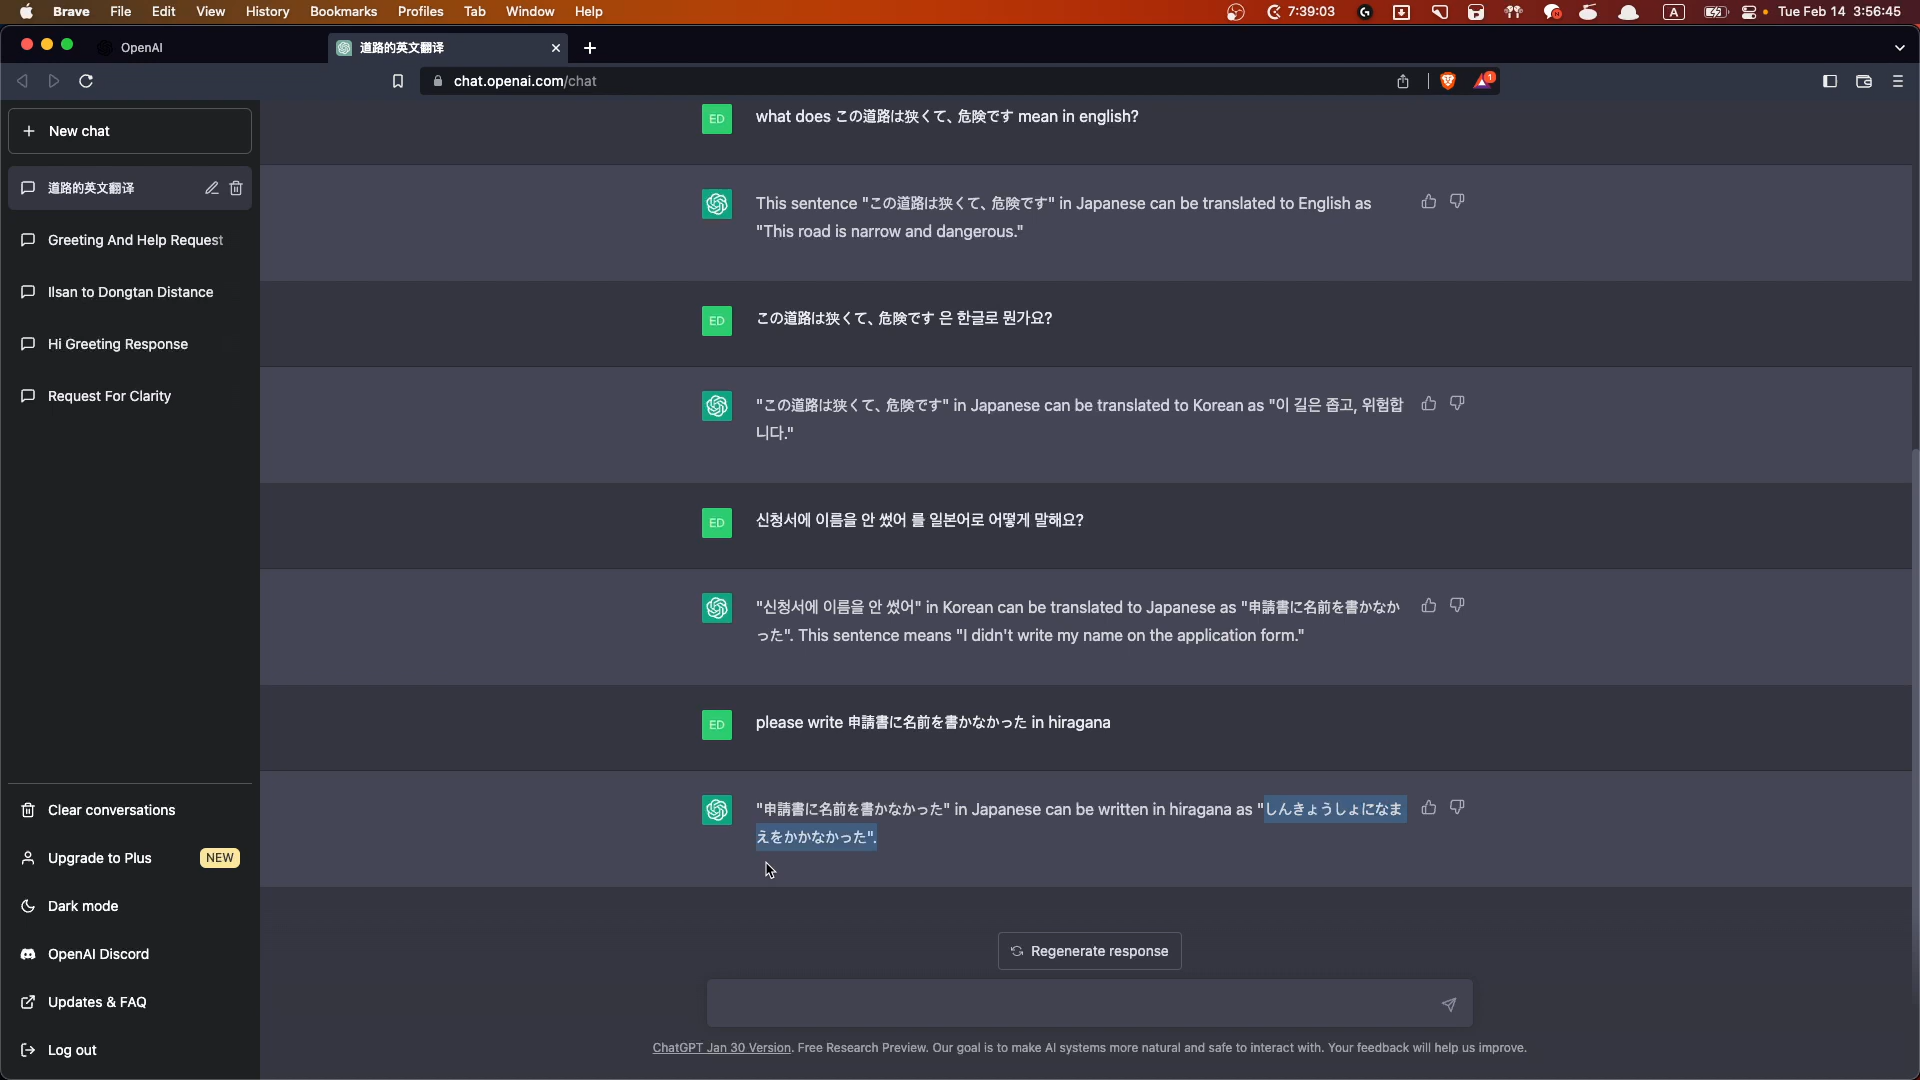 Brave File Edit View History Bookmarks Profiles Tab Window Help 7:39:03 A Tue Feb 14 3:56:45
OpenAI 道路的英文翻译
chat.openai.com/chat 1
New chat
道路的英文翻译
Greeting And Help Request
Ilsan to Dongtan Distance
Hi Greeting Response
Request For Clarity
Clear conversations
Upgrade to Plus NEW
Dark mode
OpenAI Discord
Updates & FAQ
Log out
ED what does この道路は狭くて、危険です mean in english?
This sentence "この道路は狭くて、危険です" in Japanese can be translated to English as
"This road is narrow and dangerous."
ED この道路は狭くて、危険です 은 한글로 뭔가요?
"この道路は狭くて、危険です" in Japanese can be translated to Korean as "이 길은 좁고, 위험합
니다."
ED 신청서에 이름을 안 썼어 를 일본어로 어떻게 말해요?
"신청서에 이름을 안 썼어" in Korean can be translated to Japanese as "申請書に名前を書かなか
った". This sentence means "I didn't write my name on the application form."
ED please write 申請書に名前を書かなかった in hiragana
"申請書に名前を書かなかった" in Japanese can be written in hiragana as "しんきょうしょになま
えをかかなかった".
Regenerate response
ChatGPT Jan 30 Version. Free Research Preview. Our goal is to make AI systems more natural and safe to interact with. Your feedback will help us improve.